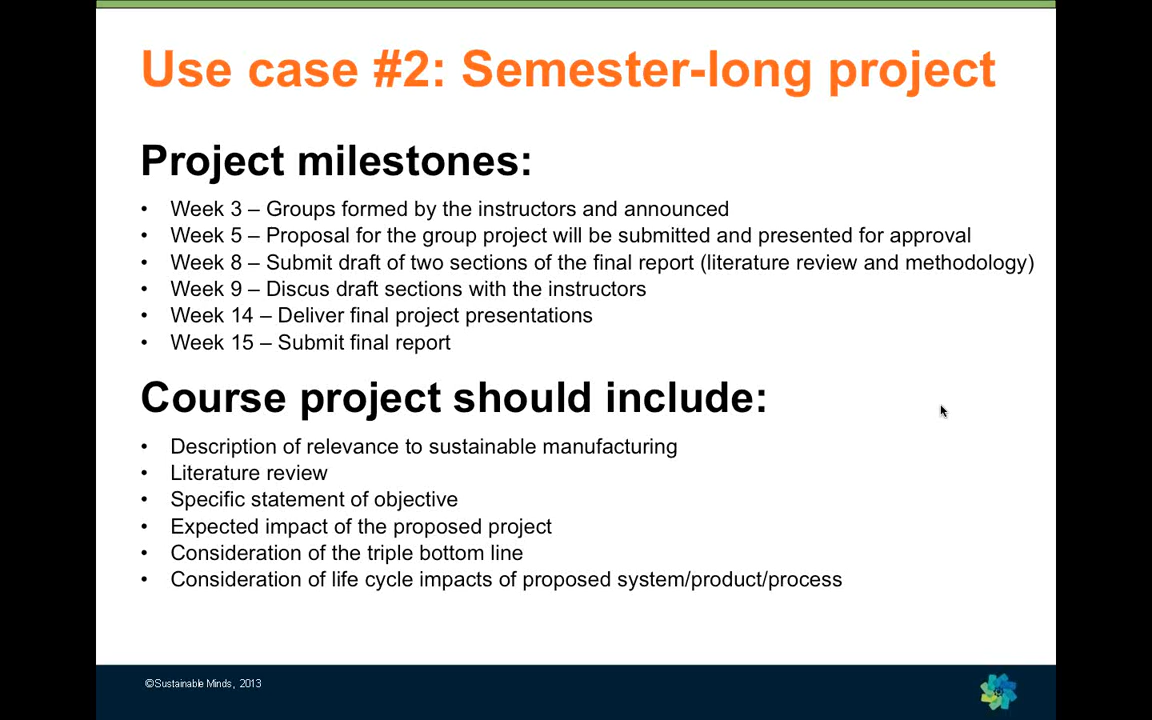 Use case #2: Semester-long project
Project milestones:
• Week 3 – Groups formed by the instructors and announced
• Week 5 – Proposal for the group project will be submitted and presented for approval
• Week 8 – Submit draft of two sections of the final report (literature review and methodology)
• Week 9 – Discus draft sections with the instructors
• Week 14 – Deliver final project presentations
• Week 15 – Submit final report
Course project should include:
• Description of relevance to sustainable manufacturing
• Literature review
• Specific statement of objective
• Expected impact of the proposed project
• Consideration of the triple bottom line
• Consideration of life cycle impacts of proposed system/product/process
©Sustainable Minds, 2013